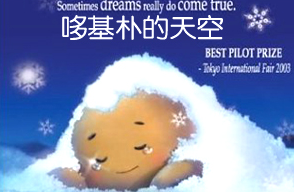 Sometimes dreams really do come true.
哆基朴的天空
BEST PILOT PRIZE
- Tokyo International Fair 2003